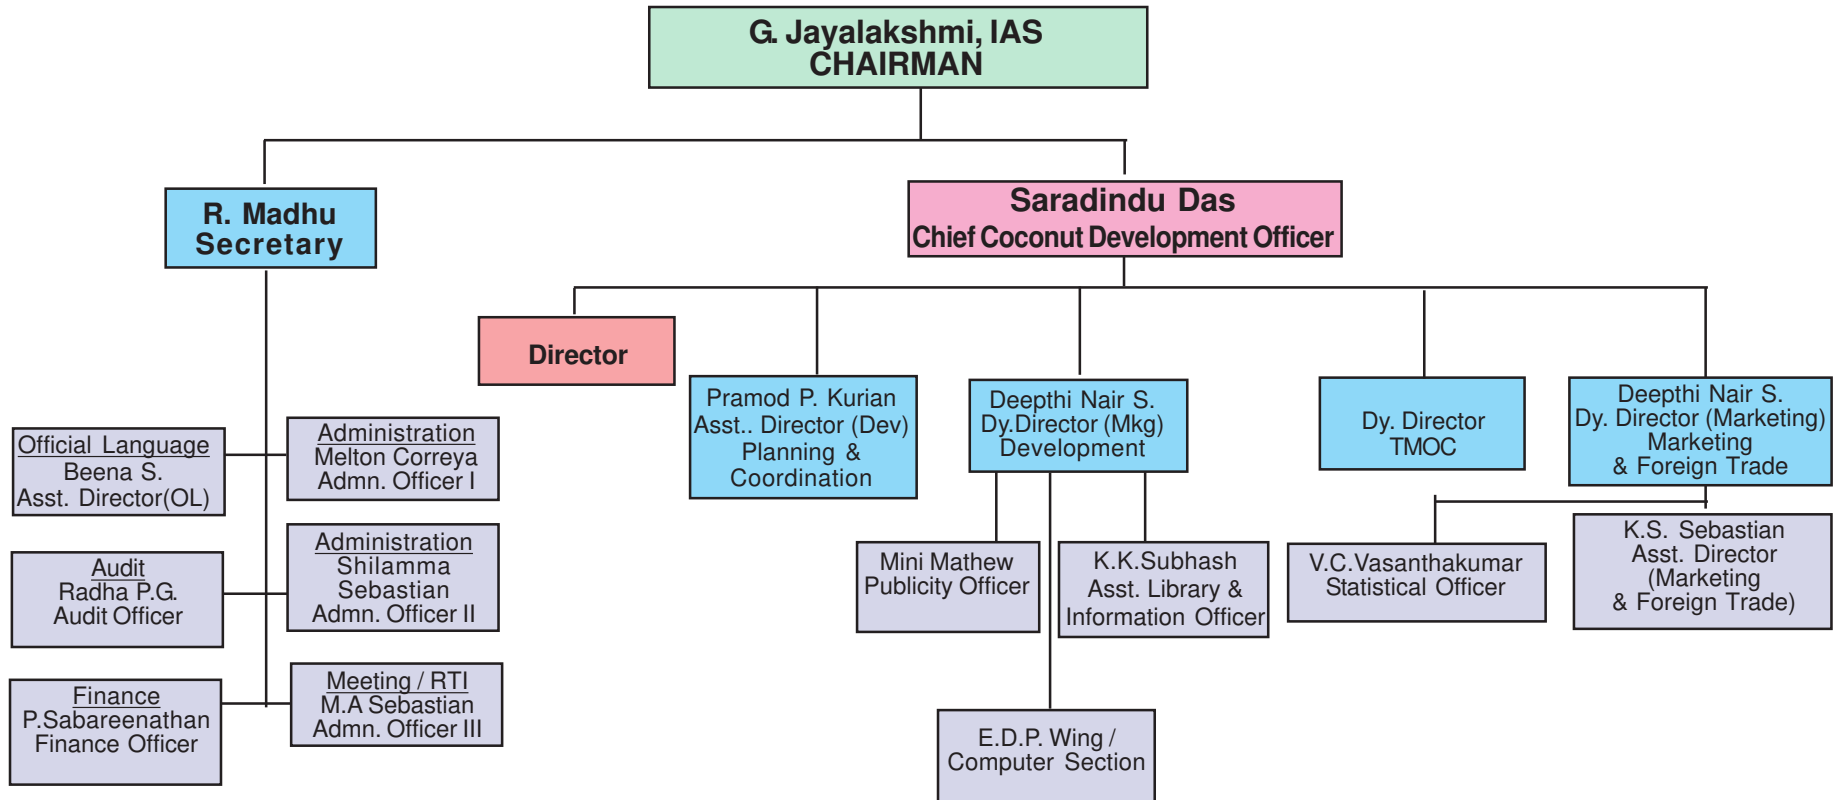 G. Jayalakshmi, IAS
CHAIRMAN
R. Madhu
Secretary
Saradindu Das
Chief Coconut Development Officer
Director
Pramod P. Kurian
Asst.. Director (Dev)
Planning &
Coordination
Deepthi Nair S.
Dy.Director (Mkg)
Development
Dy. Director
TMOC
Deepthi Nair S.
Dy. Director (Marketing)
Marketing
& Foreign Trade
Official Language
Beena S.
Asst. Director(OL)
Administration
Melton Correya
Admn. Officer I
Audit
Radha P.G.
Audit Officer
Administration
Shilamma
Sebastian
Admn. Officer II
Finance
P.Sabareenathan
Finance Officer
Meeting / RTI
M.A Sebastian
Admn. Officer III
Mini Mathew
Publicity Officer
K.K.Subhash
Asst. Library &
Information Officer
V.C.Vasanthakumar
Statistical Officer
K.S. Sebastian
Asst. Director
(Marketing
& Foreign Trade)
E.D.P. Wing /
Computer Section